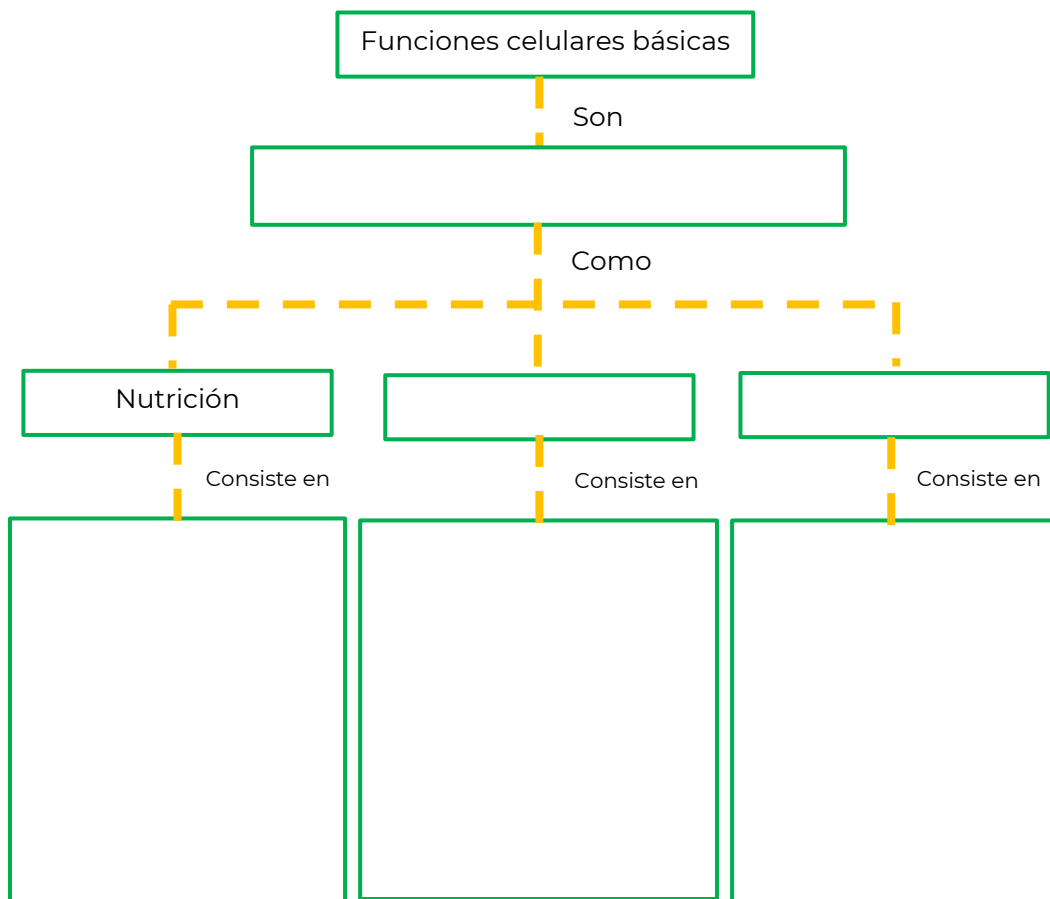 Funciones celulares básicas
Son
Como
Nutrición
Consiste en
Consiste en
Consiste en